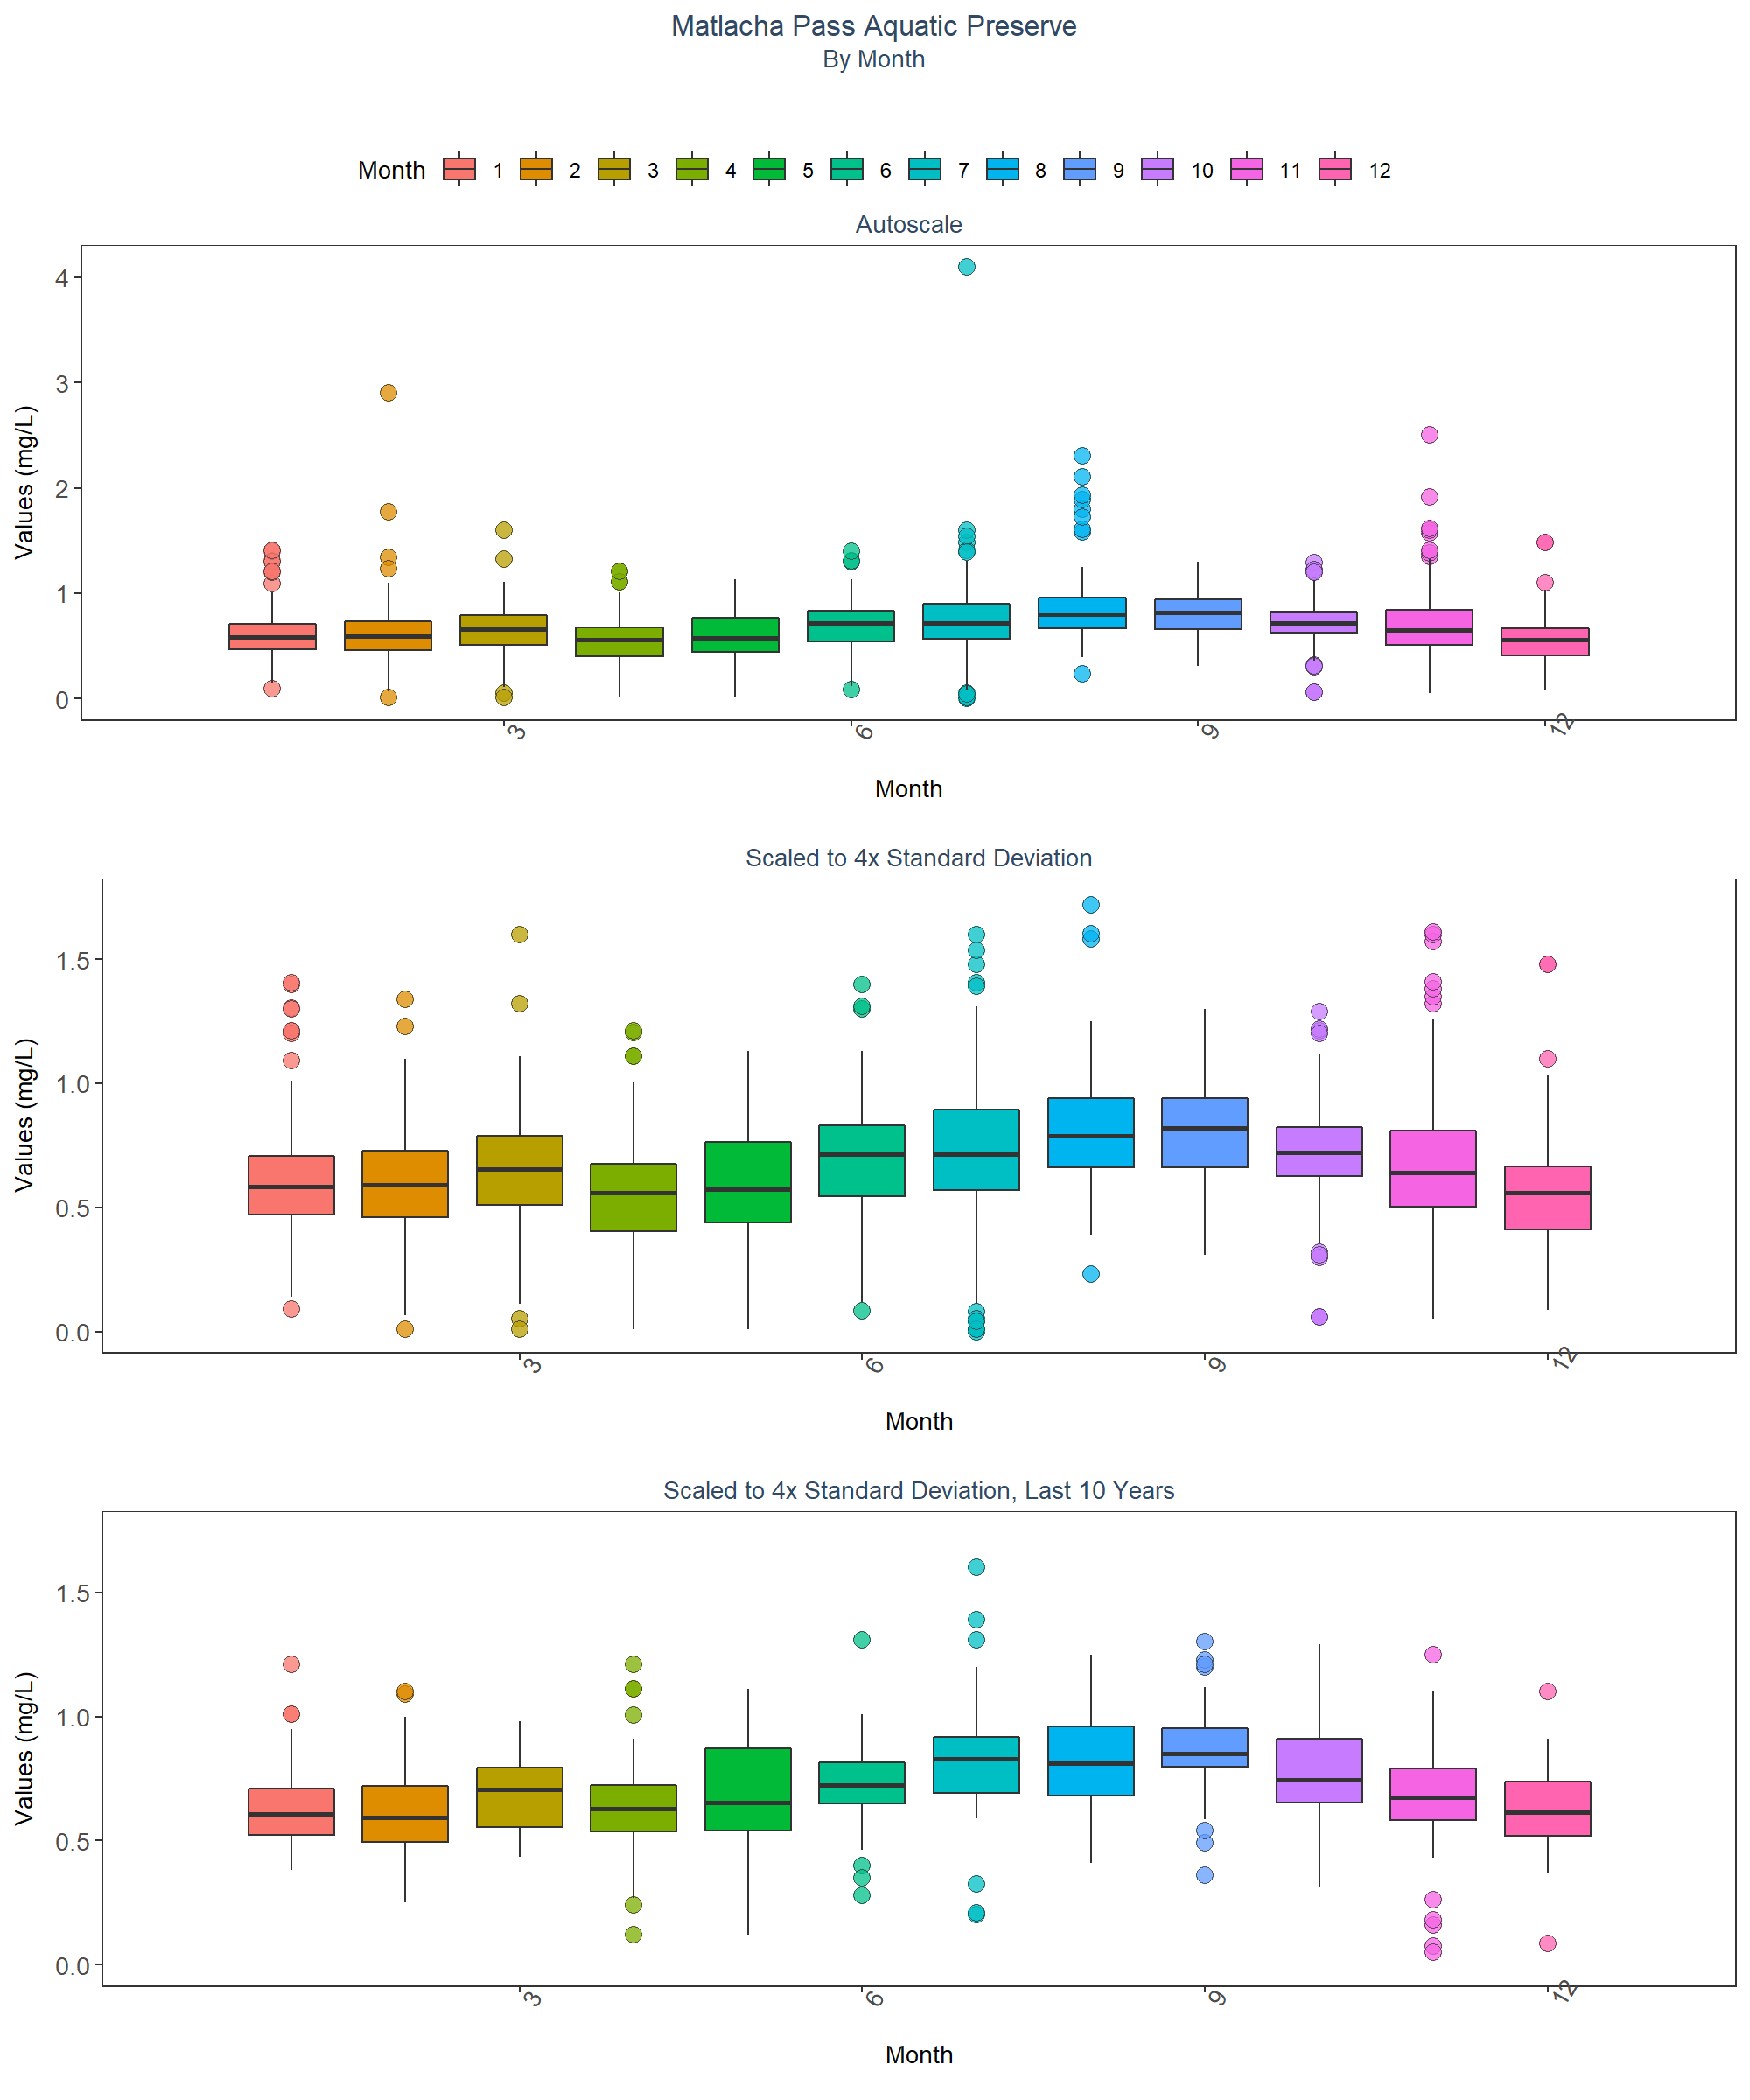 Matlacha Pass Aquatic Preserve
By Month
Month 1 2 3 4 5 6 7 8 9 10 11 12
Autoscale
Values (mg/L)
4
3
2
1
0
3 6 9 12
Month
Scaled to 4x Standard Deviation
Values (mg/L)
1.5
1.0
0.5
0.0
3 6 9 12
Month
Scaled to 4x Standard Deviation, Last 10 Years
Values (mg/L)
1.5
1.0
0.5
0.0
3 6 9 12
Month